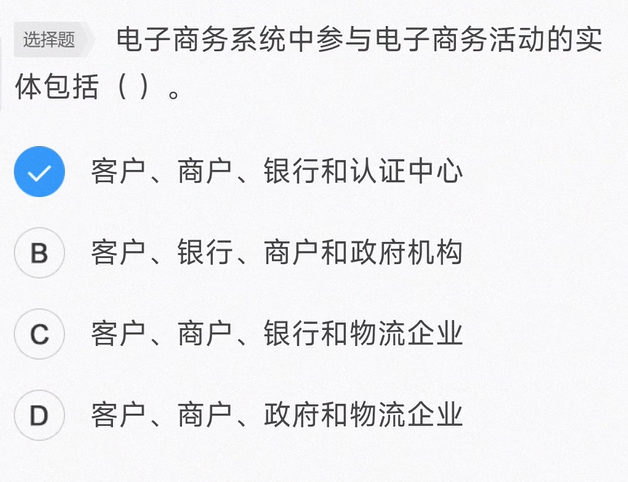 选择题 电子商务系统中参与电子商务活动的实
体包括（ ）。
客户、商户、银行和认证中心
B 客户、银行、商户和政府机构
C 客户、商户、银行和物流企业
D 客户、商户、政府和物流企业